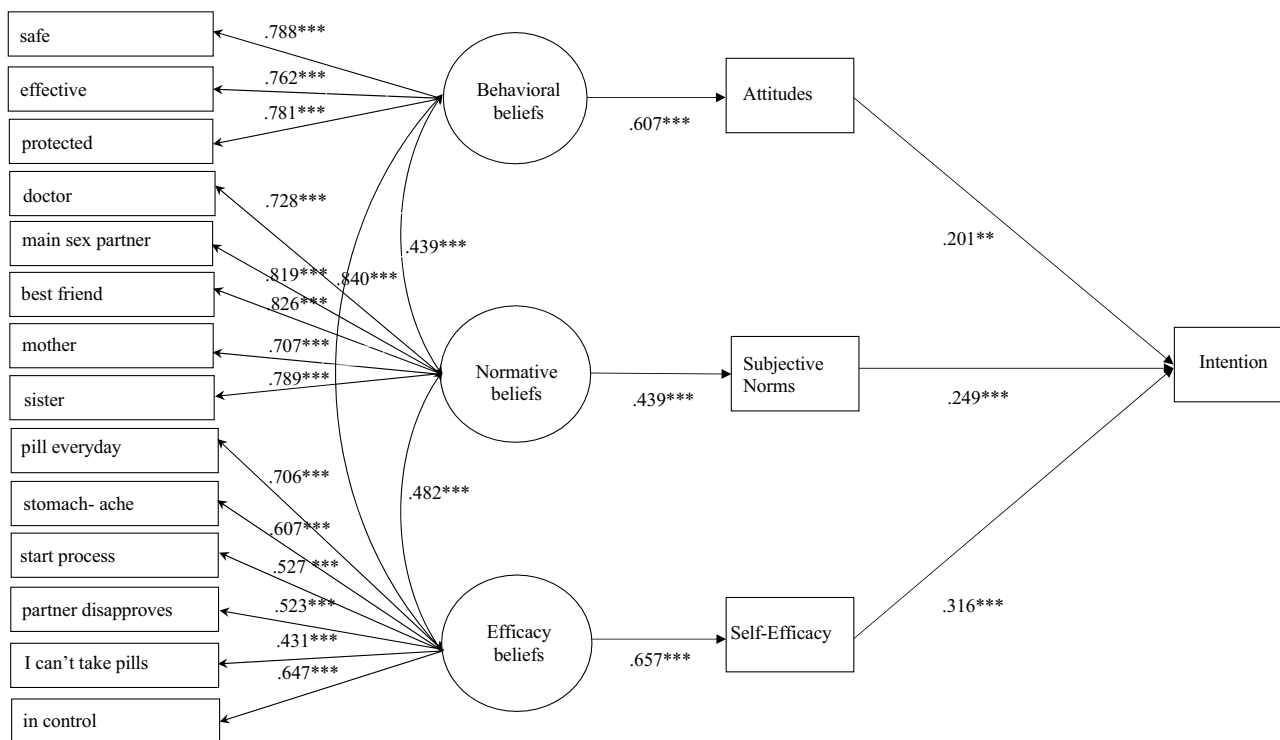 safe
effective
protected
doctor
main sex partner
best friend
mother
sister
pill everyday
stomach- ache
start process
partner disapproves
I can't take pills
in control
.788***
.762***
.781***
.728***
.819***
.840***
.826***
.707***
.789***
.706***
.607***
.527***
.523***
.431***
.647***
.439***
.482***
Behavioral
beliefs
Normative
beliefs
Efficacy
beliefs
.607***
.439***
.657***
Attitudes
Subjective
Norms
Self-Efficacy
.201**
.249***
.316***
Intention